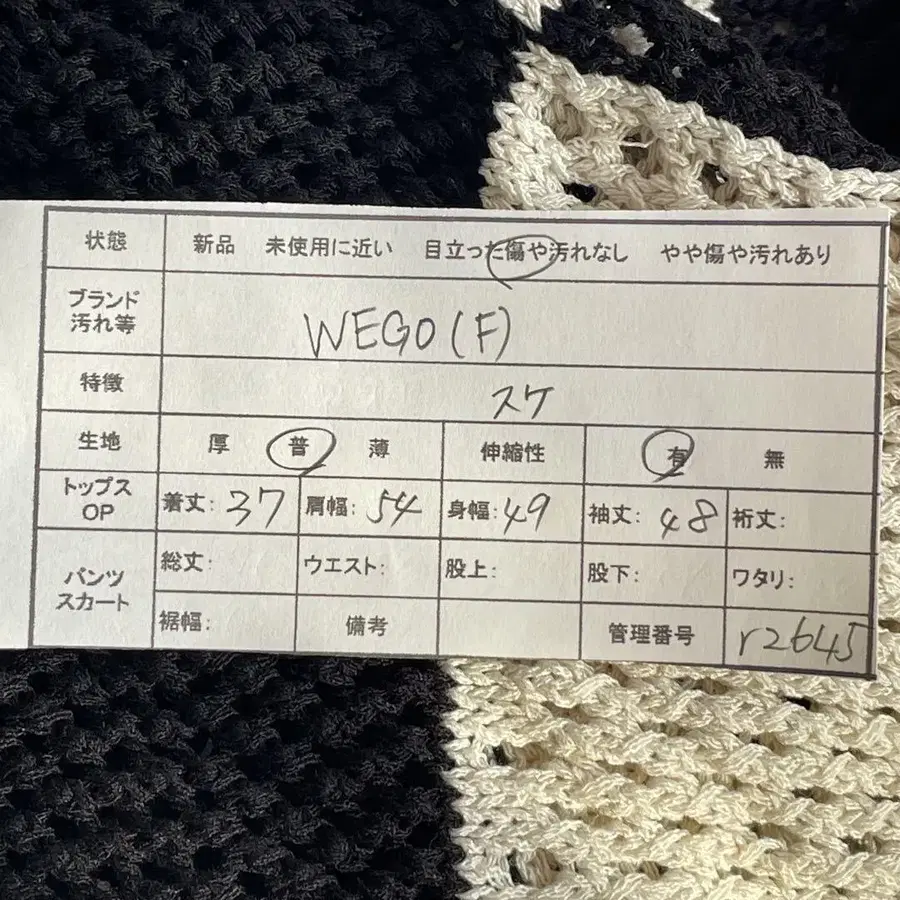 状態 新品 未使用に近い 目立った傷や汚れなし やや傷や汚れあり
ブランド
汚れ等 WEGO (F)
特徴 スケ
生地 厚 普 薄 伸縮性 有 無
トップス
OP 着丈: 37 肩幅: 54 身幅: 49 袖丈: 48 裄丈:
パンツ
スカート 総丈: ウエスト: 股上: 股下: ワタリ:
裾幅: 備考 管理番号 r2645